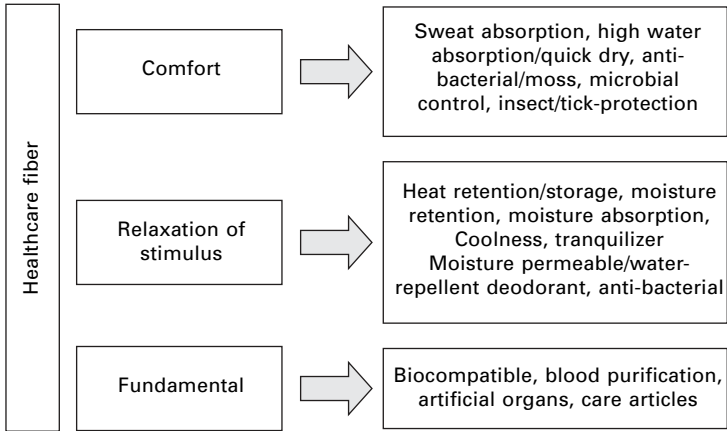 Healthcare fiber
Comfort
Sweat absorption, high water
absorption/quick dry, anti-
bacterial/moss, microbial
control, insect/tick-protection
Relaxation of
stimulus
Heat retention/storage, moisture
retention, moisture absorption,
Coolness, tranquilizer
Moisture permeable/water-
repellent deodorant, anti-bacterial
Fundamental
Biocompatible, blood purification,
artificial organs, care articles